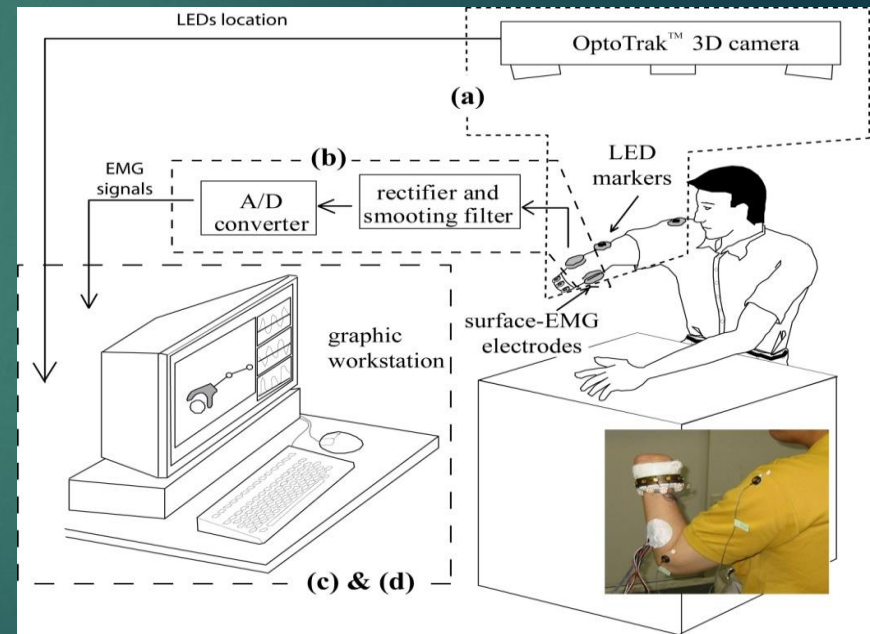 LEDs location
OptoTrak™ 3D camera
(a)
(b)
LED
markers
EMG
signals
A/D
converter
rectifier and
smooting filter
surface-EMG
electrodes
graphic
workstation
(c) & (d)